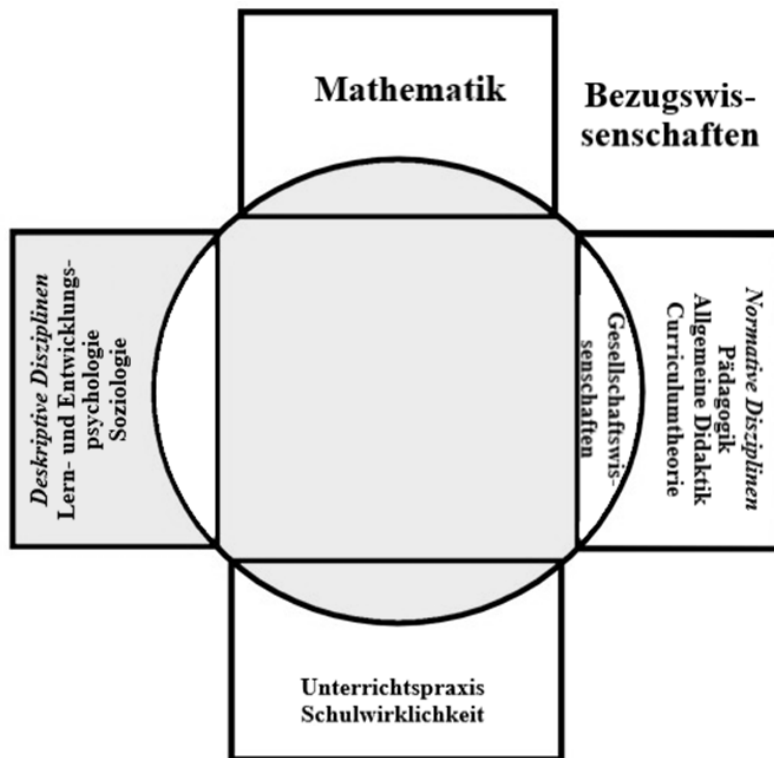 Mathematik
Bezugswis-
senschaften
Deskriptive Disziplinen
Lern- und Entwicklungs-
psychologie
Soziologie
Gesellschaftswis-
senschaften
Normative Disziplinen
Pädagogik
Allgemeine Didaktik
Curriculumtheorie
Unterrichtspraxis
Schulwirklichkeit